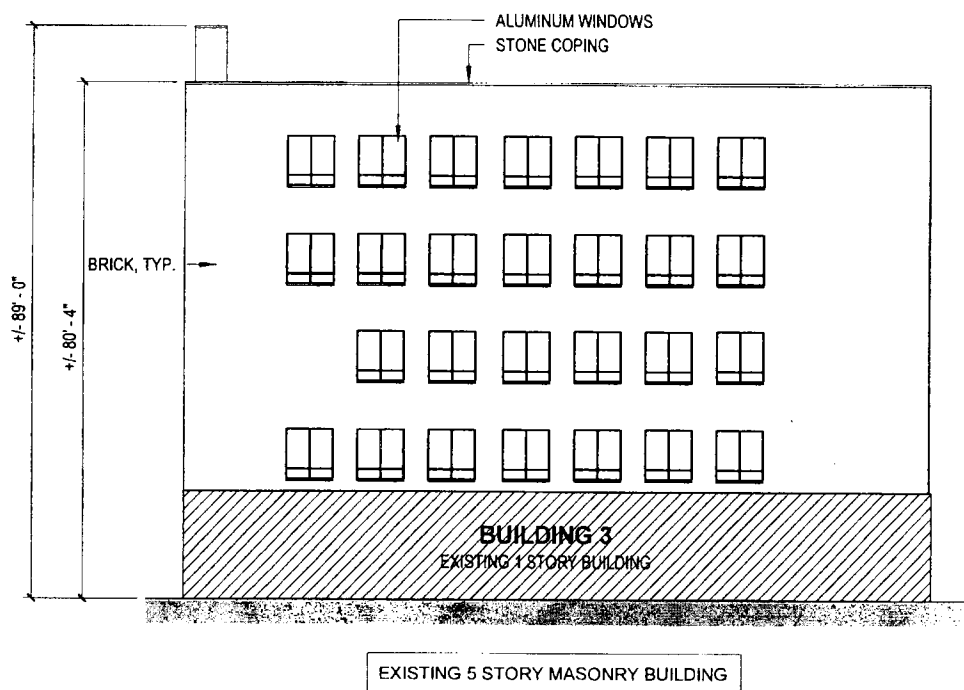 ALUMINUM WINDOWS
STONE COPING
BRICK, TYP.
+/- 89' - 0"
+/- 80' - 4"
BUILDING 3
EXISTING 1 STORY BUILDING
EXISTING 5 STORY MASONRY BUILDING